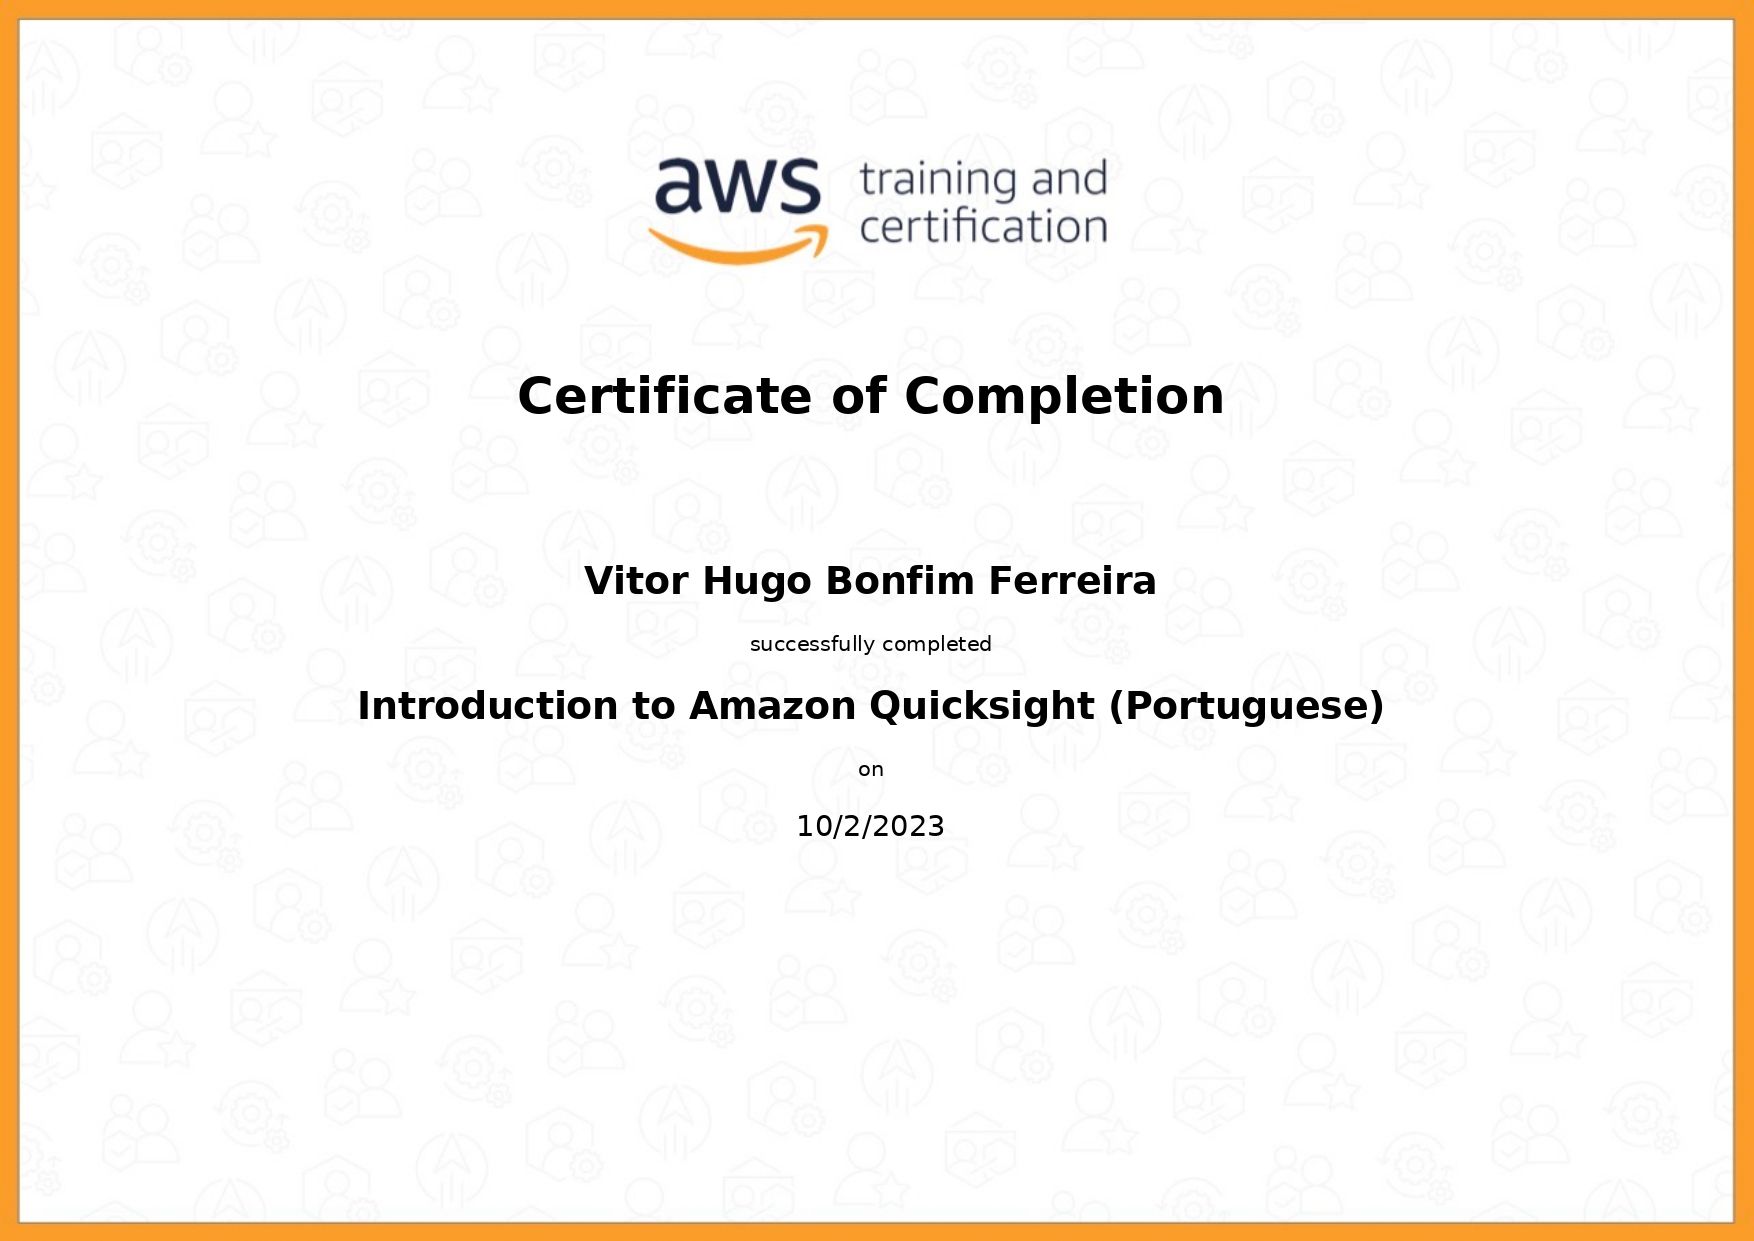 aws training and
certification
Certificate of Completion
Vitor Hugo Bonfim Ferreira
successfully completed
Introduction to Amazon Quicksight (Portuguese)
on
10/2/2023